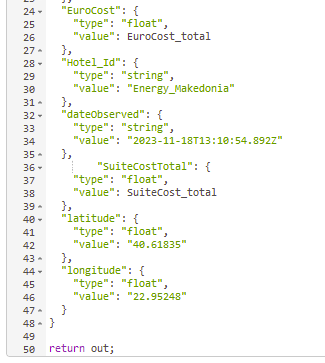 24 "EuroCost": {
25 "type": "float",
26 "value": EuroCost_total
27 },
28 "Hotel_Id": {
29 "type": "string",
30 "value": "Energy_Makedonia"
31 },
32 "dateObserved": {
33 "type": "string",
34 "value": "2023-11-18T13:10:54.892Z"
35 },
36 "SuiteCostTotal": {
37 "type": "float",
38 "value": SuiteCost_total
39 },
40 "latitude": {
41 "type": "float",
42 "value": "40.61835"
43 },
44 "longitude": {
45 "type": "float",
46 "value": "22.95248"
47 }
48 }
49
50 return out;